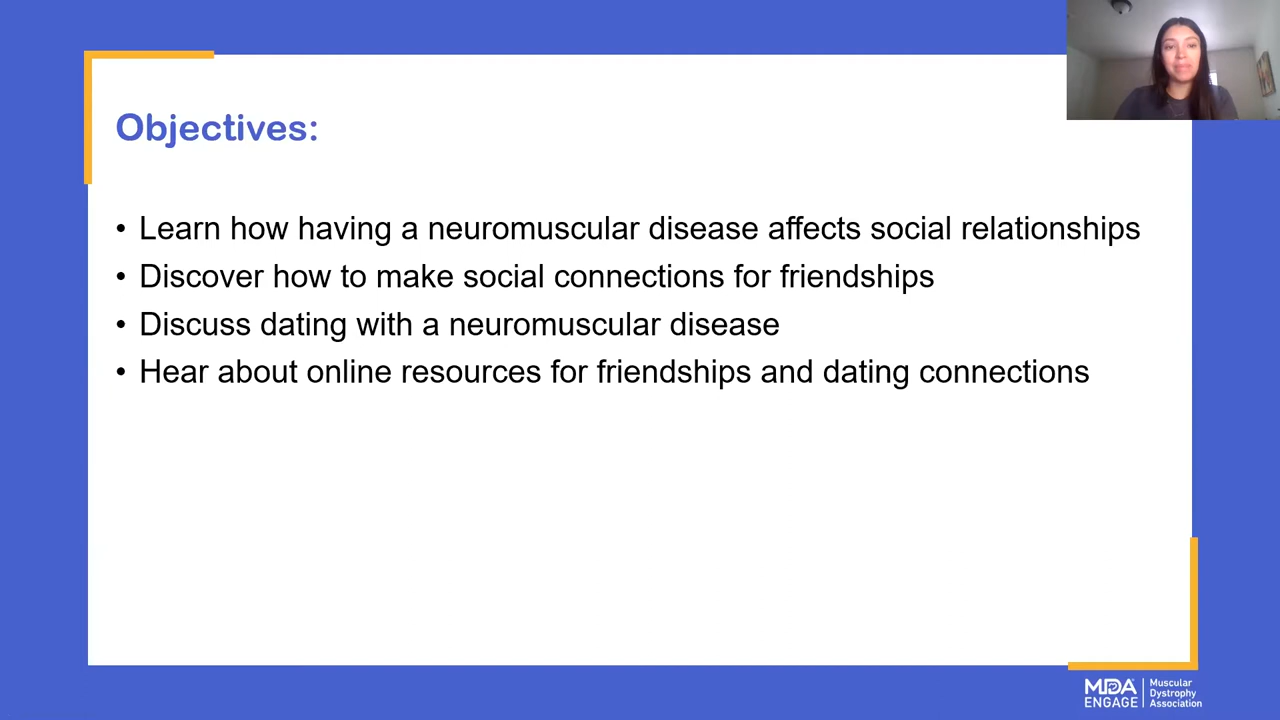 Objectives:
• Learn how having a neuromuscular disease affects social relationships
• Discover how to make social connections for friendships
• Discuss dating with a neuromuscular disease
• Hear about online resources for friendships and dating connections
MDA
ENGAGE
Muscular
Dystrophy
Association